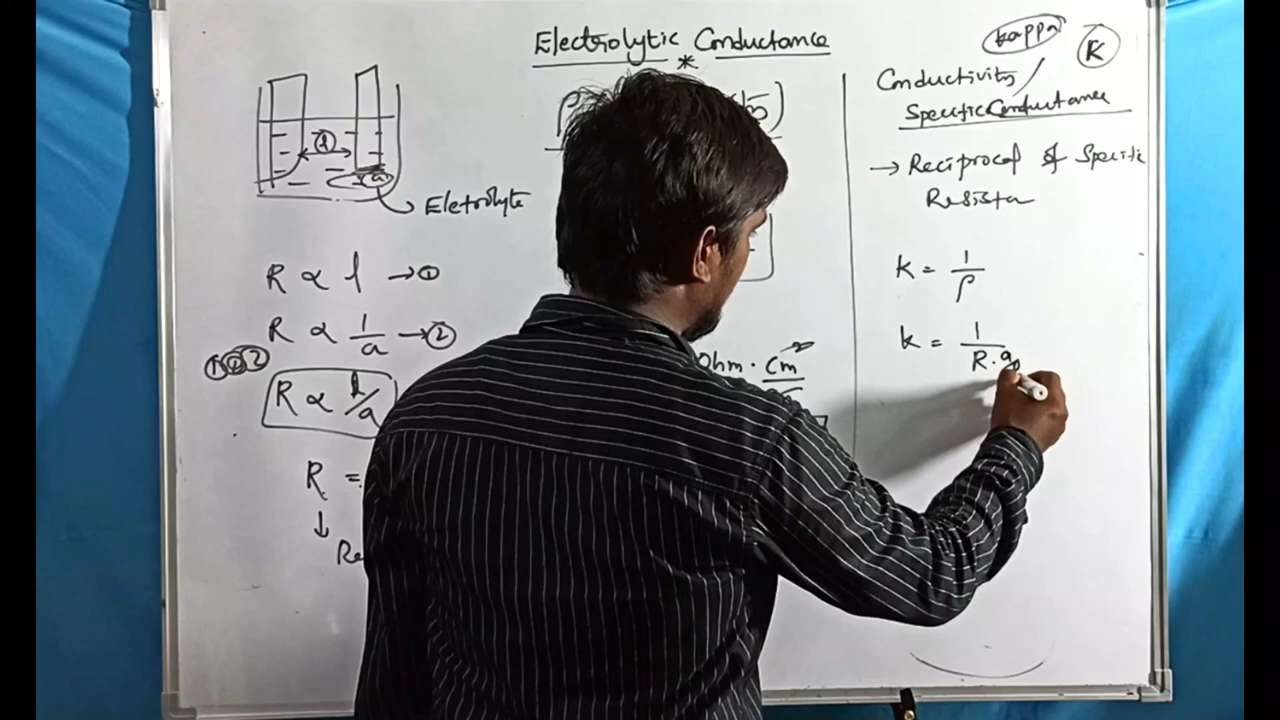 Electrolytic Conductance
*
l
a
Eletrolyte
R ∝ l → ①
R ∝ 1/a → ②
① ② ③
R ∝ l/a
R =
↓
ρ
Ohm · cm
kappa
K
Conductivity /
Specific Conductance
→ Reciprocal of Specific
Resista
K = 1/ρ
K = 1/R · a